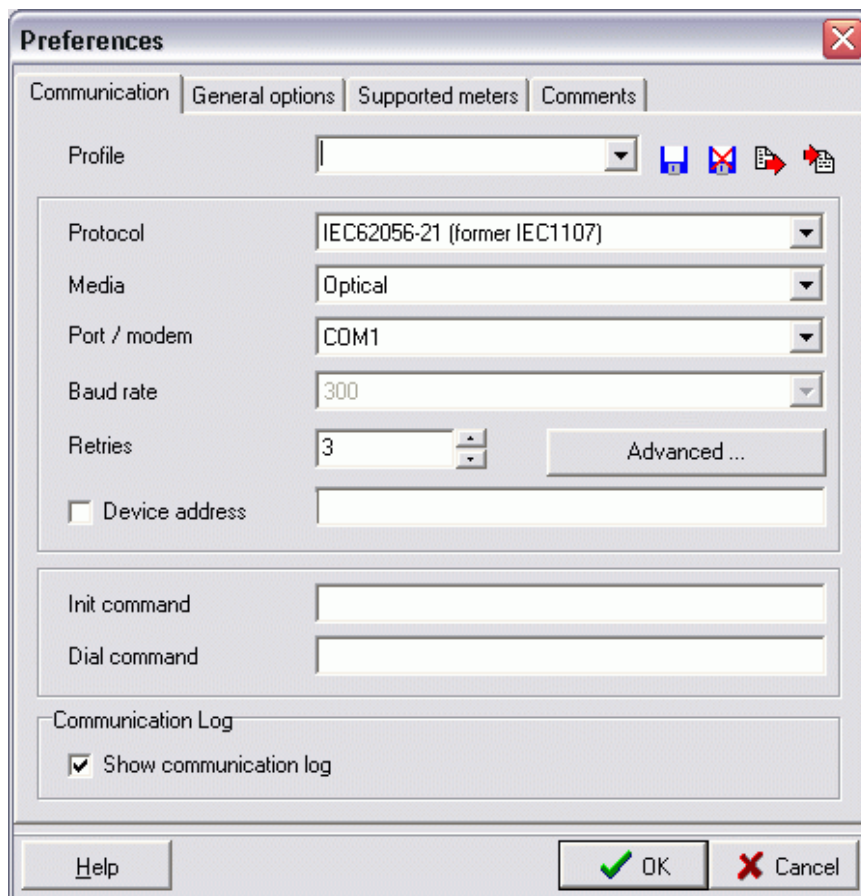 Preferences
Communication General options Supported meters Comments
Profile
Protocol IEC62056-21 (former IEC1107)
Media Optical
Port / modem COM1
Baud rate 300
Retries 3 Advanced ...
Device address
Init command
Dial command
Communication Log
Show communication log
Help OK Cancel